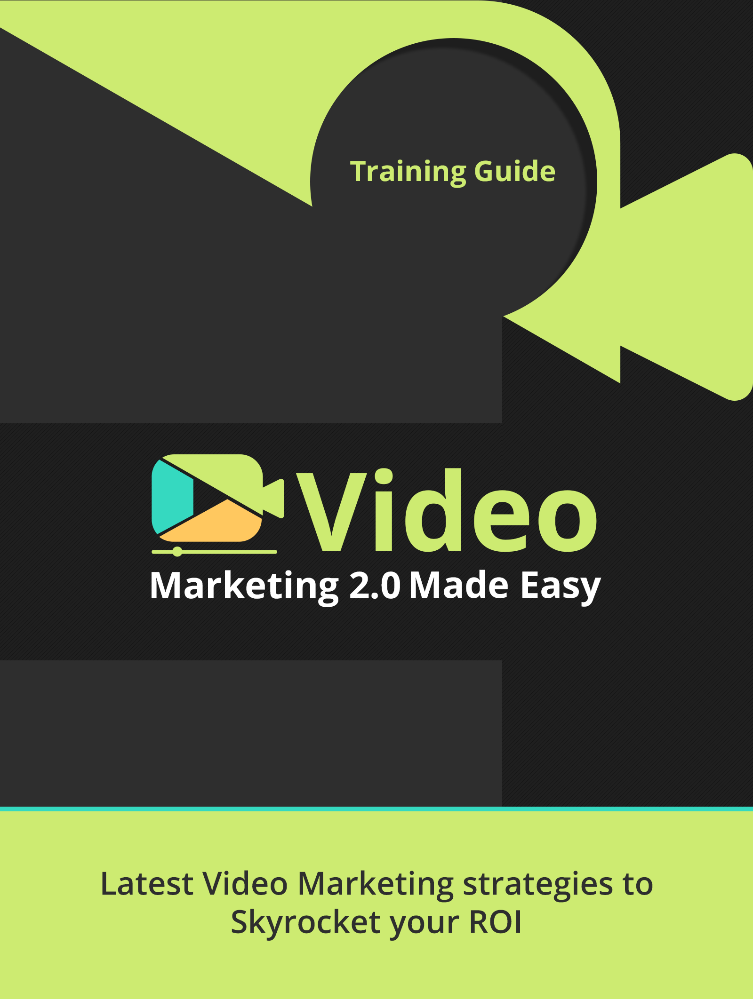 Training Guide
Video
Marketing 2.0 Made Easy
Latest Video Marketing strategies to
Skyrocket your ROI